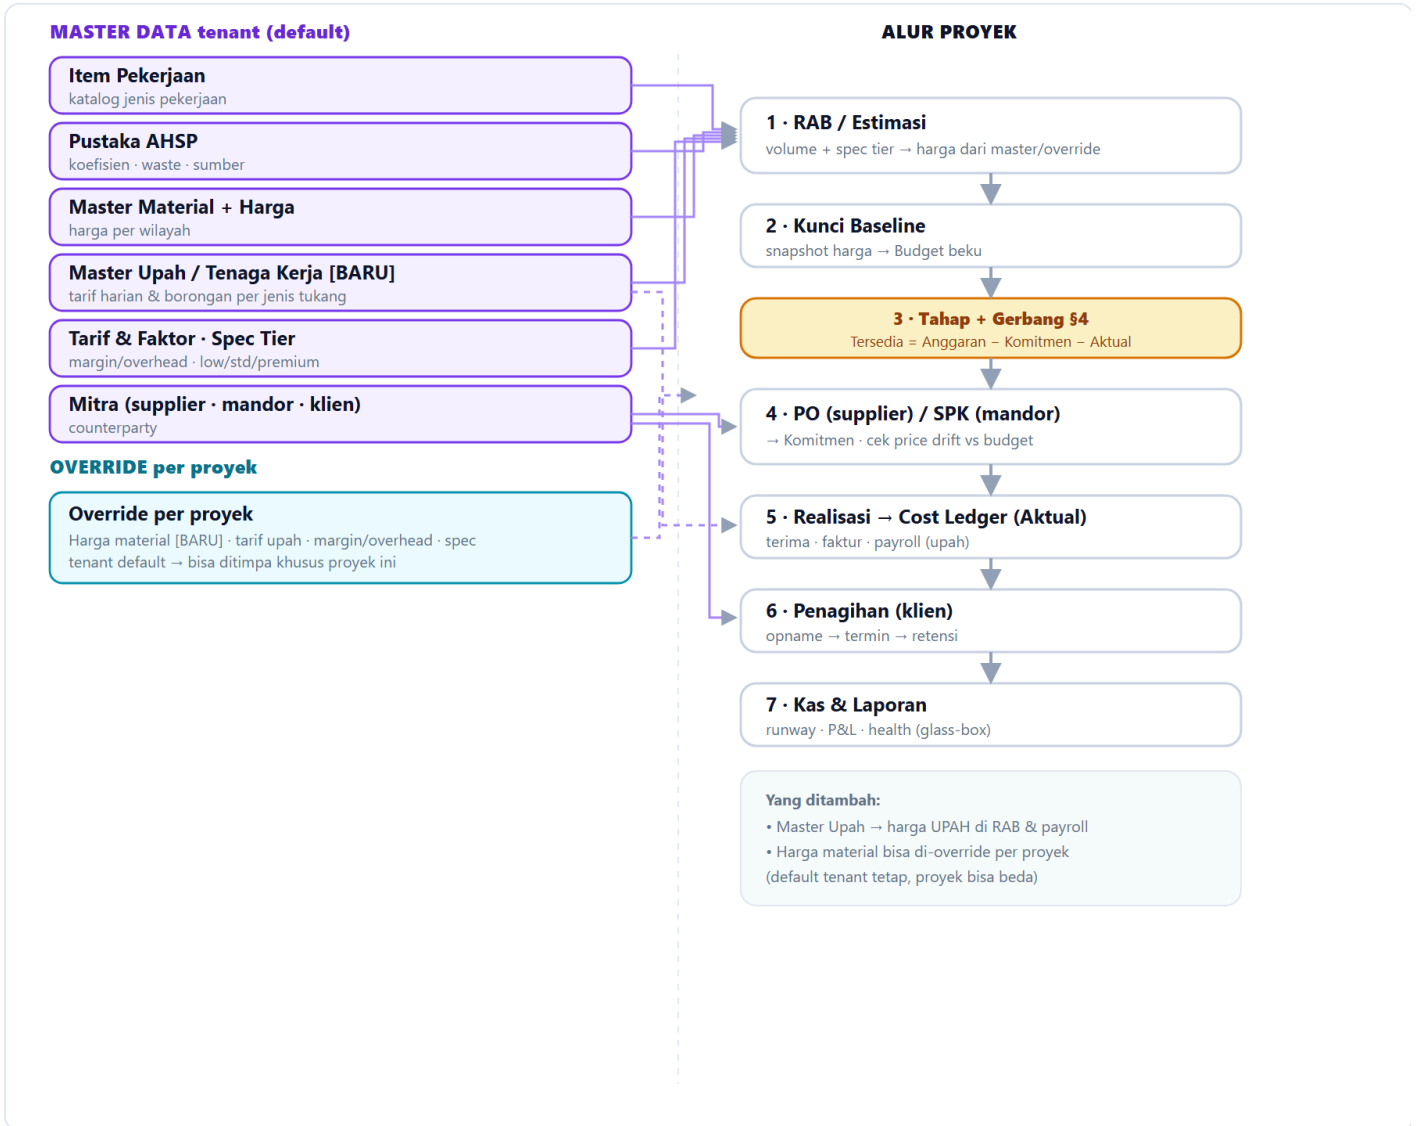 MASTER DATA tenant (default)
Item Pekerjaan
katalog jenis pekerjaan
Pustaka AHSP
koefisien · waste · sumber
Master Material + Harga
harga per wilayah
Master Upah / Tenaga Kerja [BARU]
tarif harian & borongan per jenis tukang
Tarif & Faktor · Spec Tier
margin/overhead · low/std/premium
Mitra (supplier · mandor · klien)
counterparty
OVERRIDE per proyek
Override per proyek
Harga material [BARU] · tarif upah · margin/overhead · spec
tenant default → bisa ditimpa khusus proyek ini
ALUR PROYEK
1 · RAB / Estimasi
volume + spec tier → harga dari master/override
2 · Kunci Baseline
snapshot harga → Budget beku
3 · Tahap + Gerbang §4
Tersedia = Anggaran − Komitmen − Aktual
4 · PO (supplier) / SPK (mandor)
→ Komitmen · cek price drift vs budget
5 · Realisasi → Cost Ledger (Aktual)
terima · faktur · payroll (upah)
6 · Penagihan (klien)
opname → termin → retensi
7 · Kas & Laporan
runway · P&L · health (glass-box)
Yang ditambah:
• Master Upah → harga UPAH di RAB & payroll
• Harga material bisa di-override per proyek
(default tenant tetap, proyek bisa beda)